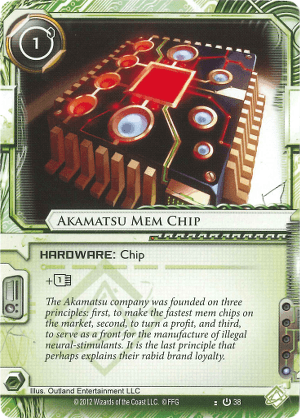 1
AKAMATSU MEM CHIP
HARDWARE: Chip
+1
The Akamatsu company was founded on three
principles: first, to make the fastest mem chips on
the market, second, to turn a profit, and third,
to serve as a front for the manufacture of illegal
neural-stimulants. It is the last principle that
perhaps explains their rabid brand loyalty.
Illus. Outland Entertainment LLC
© 2012 Wizards of the Coast LLC. © FFG
38